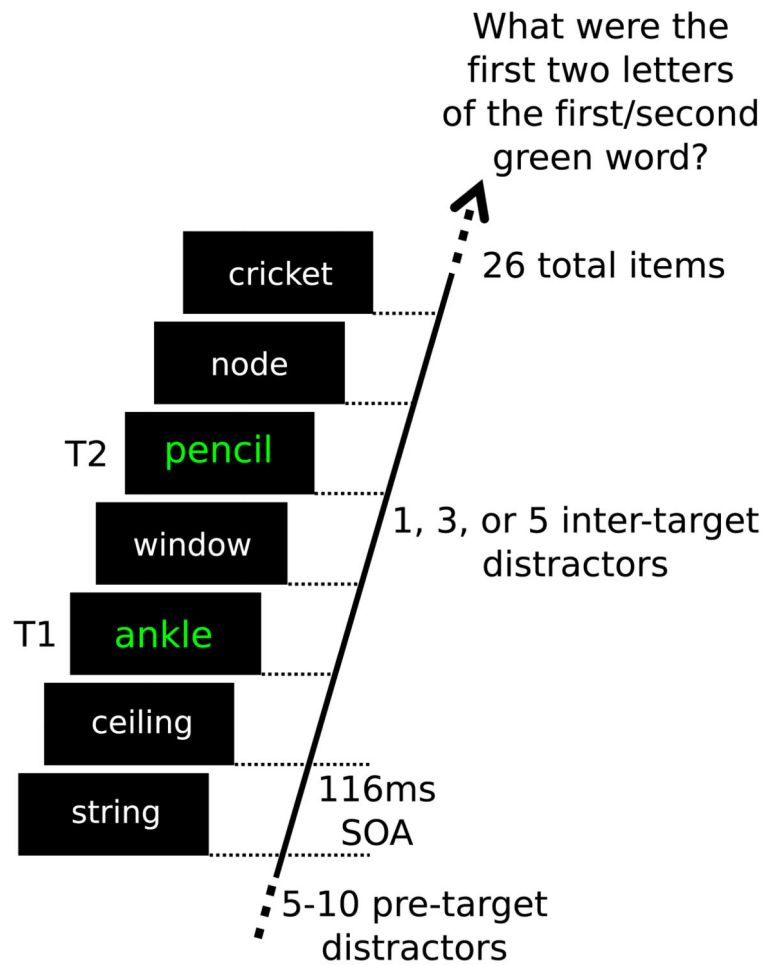 What were the
first two letters
of the first/second
green word?
26 total items
cricket
node
T2
pencil
1, 3, or 5 inter-target
distractors
window
T1
ankle
ceiling
116ms
SOA
string
5-10 pre-target
distractors